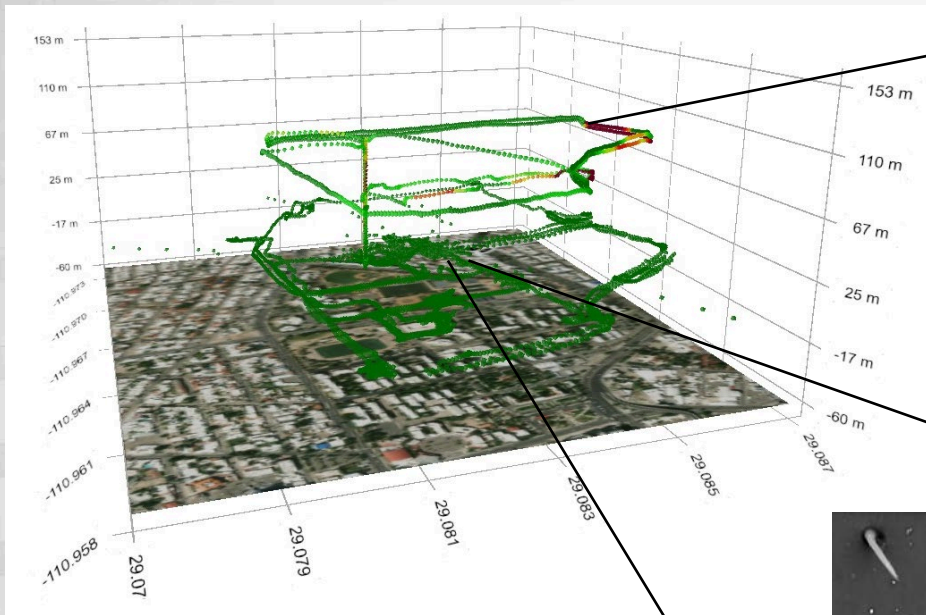 153 m
110 m
67 m
25 m
-17 m
-60 m
153 m
110 m
67 m
25 m
-17 m
-60 m
-110.973
-110.970
-110.967
-110.964
-110.961
-110.958
29.07
29.079
29.081
29.083
29.085
29.087